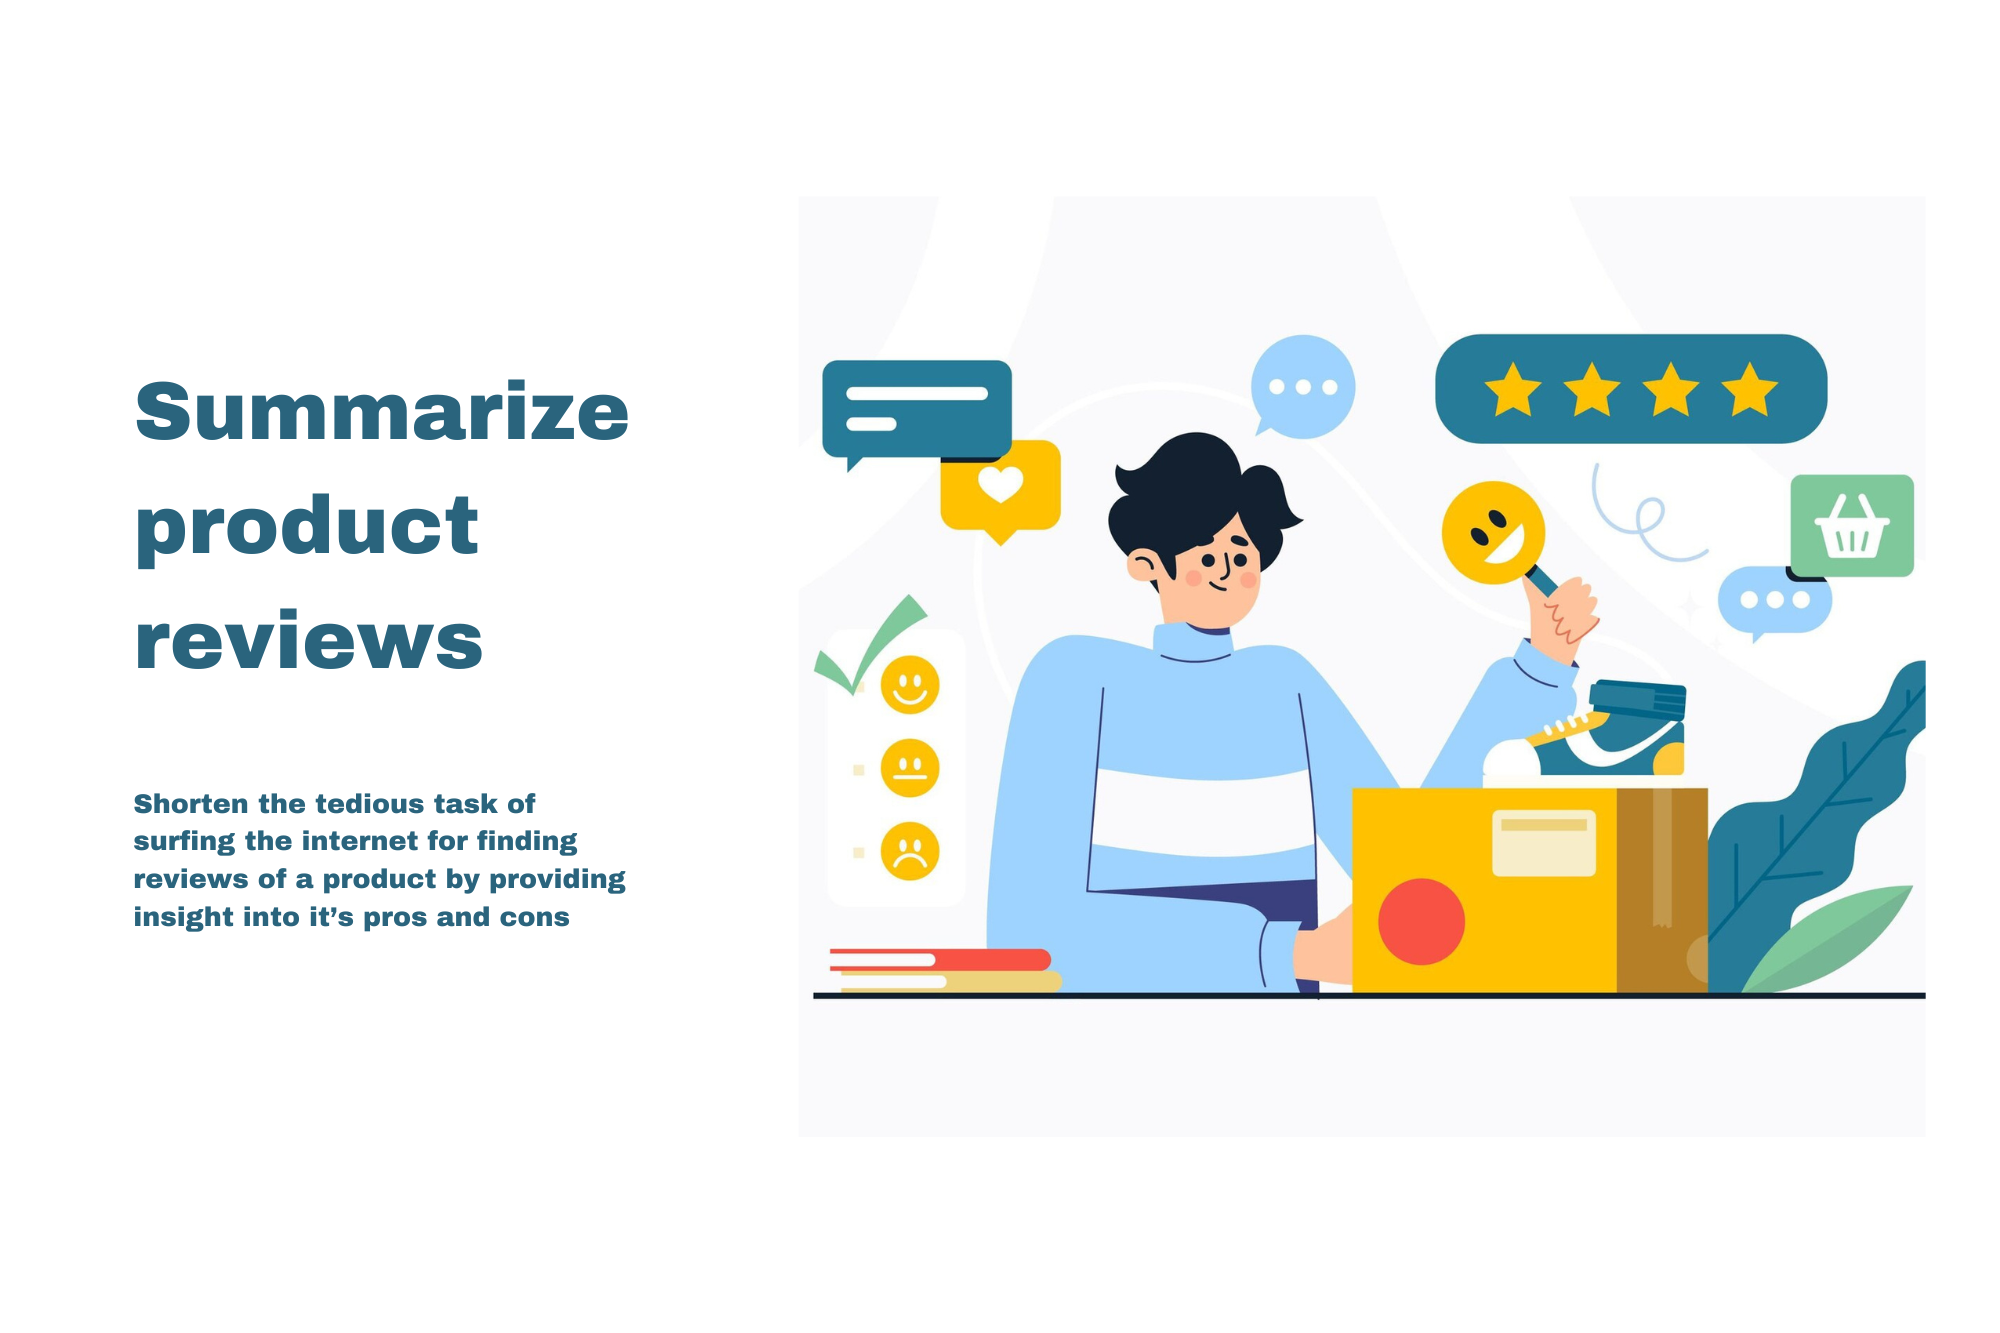 Summarize
product
reviews
Shorten the tedious task of
surfing the internet for finding
reviews of a product by providing
insight into it’s pros and cons